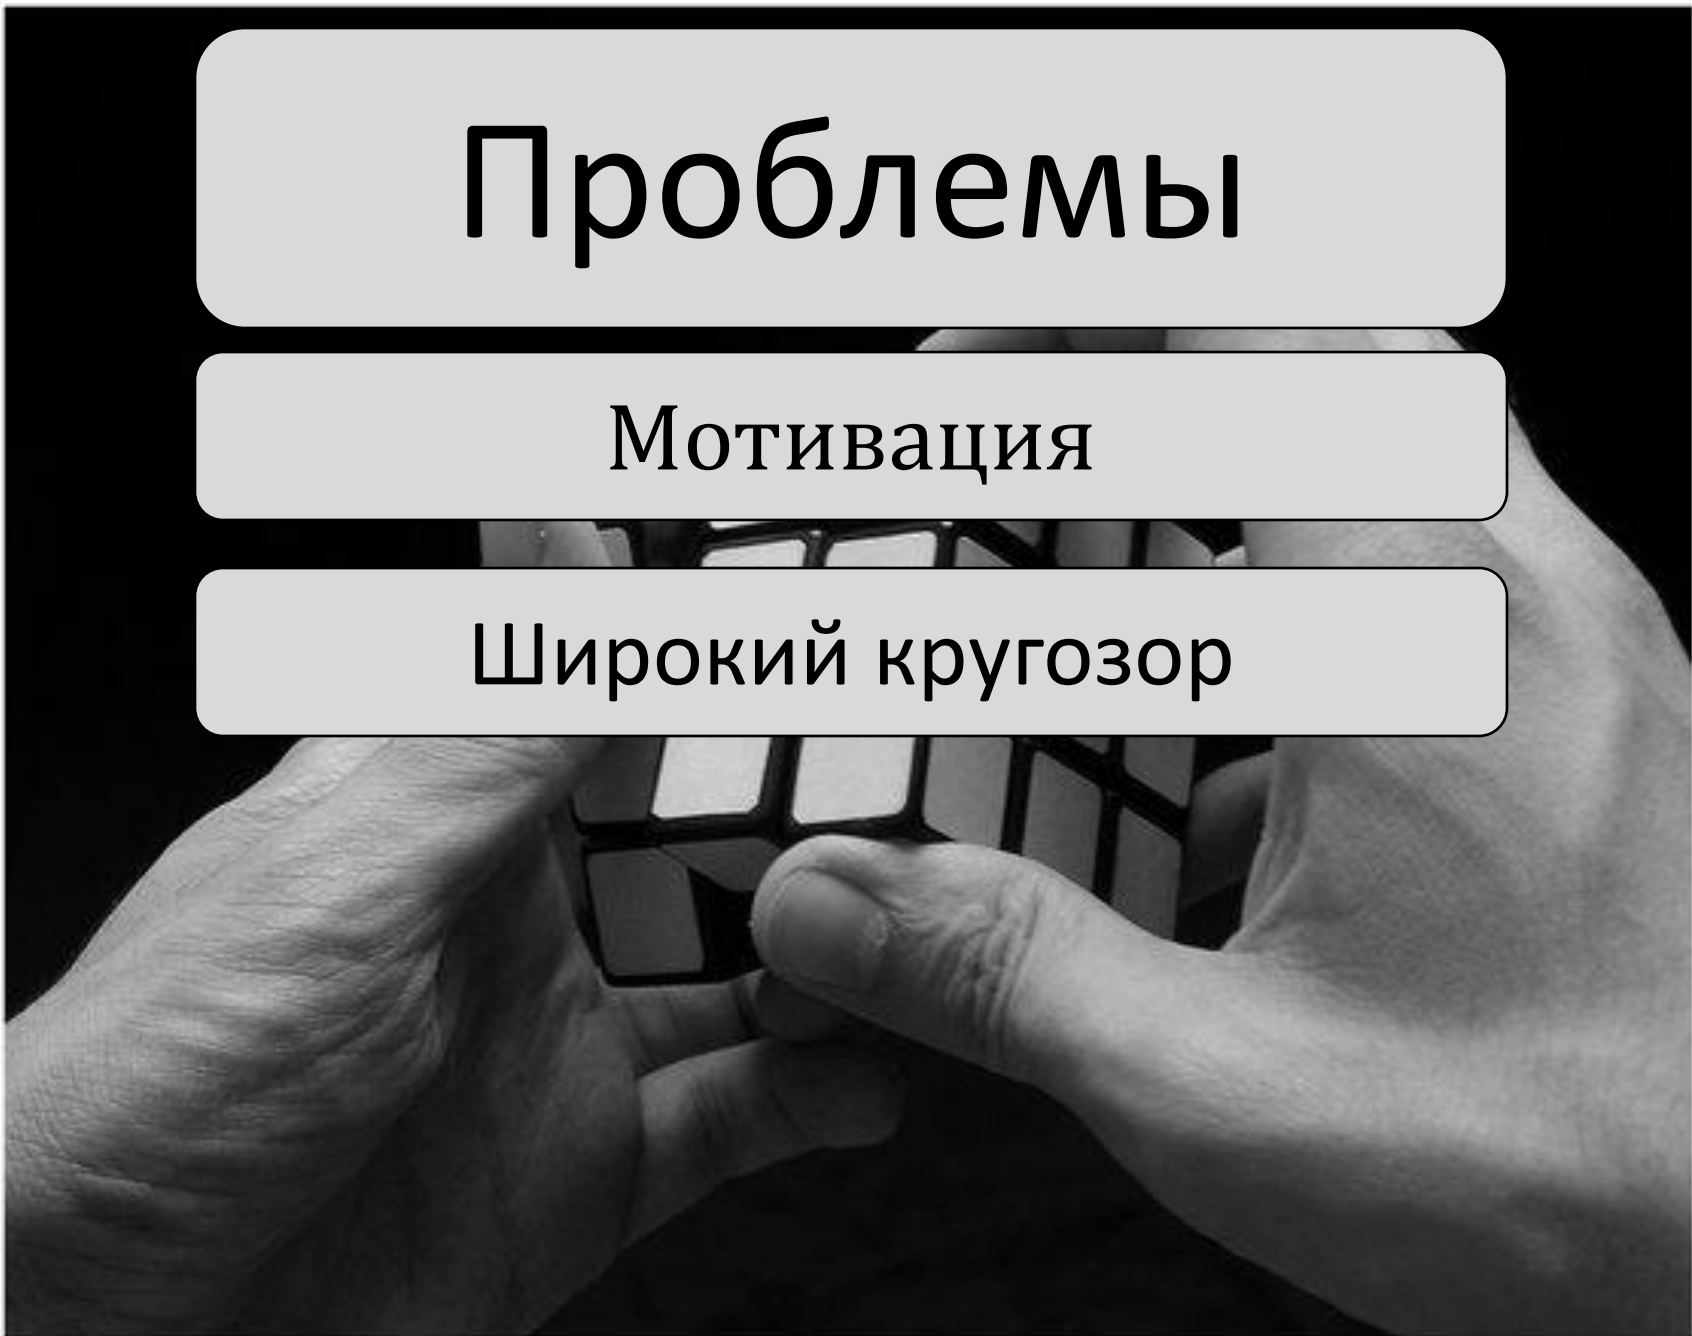 Проблемы
Мотивация
Широкий кругозор